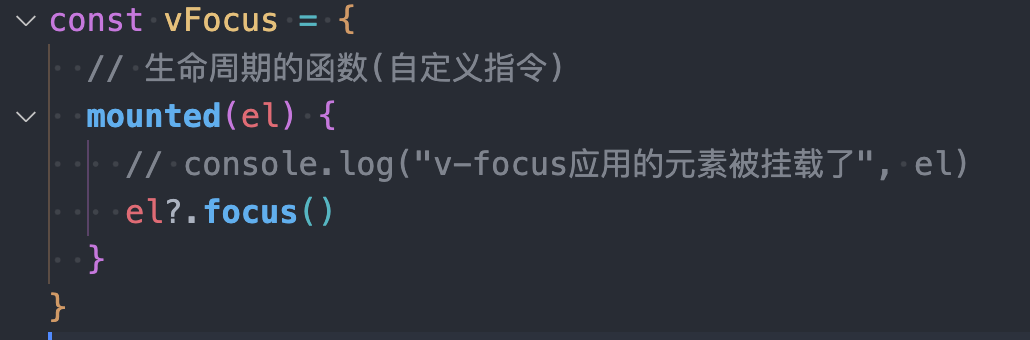 const vFocus = {
// 生命周期的函数(自定义指令)
mounted(el) {
// console.log("v-focus应用的元素被挂载了", el)
el?.focus()
}
}